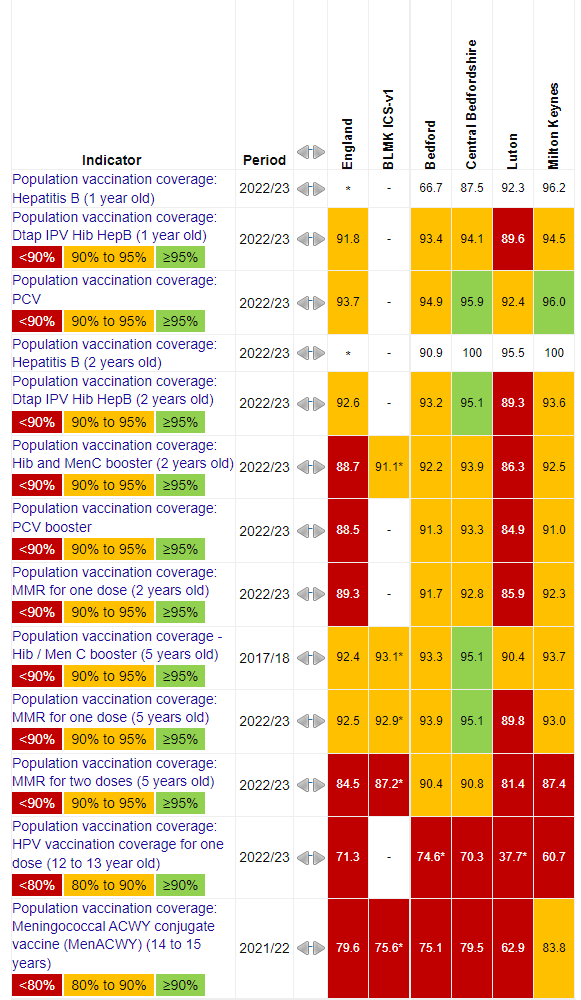 England
BLMK ICS-v1
Bedford
Central Bedfordshire
Luton
Milton Keynes
Indicator Period
Population vaccination coverage:
Hepatitis B (1 year old)
2022/23 * - 66.7 87.5 92.3 96.2
Population vaccination coverage:
Dtap IPV Hib HepB (1 year old)
<90% 90% to 95% ≥95%
2022/23 91.8 - 93.4 94.1 89.6 94.5
Population vaccination coverage:
PCV
<90% 90% to 95% ≥95%
2022/23 93.7 - 94.9 95.9 92.4 96.0
Population vaccination coverage:
Hepatitis B (2 years old)
2022/23 * - 90.9 100 95.5 100
Population vaccination coverage:
Dtap IPV Hib HepB (2 years old)
<90% 90% to 95% ≥95%
2022/23 92.6 - 93.2 95.1 89.3 93.6
Population vaccination coverage:
Hib and MenC booster (2 years old)
<90% 90% to 95% ≥95%
2022/23 88.7 91.1* 92.2 93.9 86.3 92.5
Population vaccination coverage:
PCV booster
<90% 90% to 95% ≥95%
2022/23 88.5 - 91.3 93.3 84.9 91.0
Population vaccination coverage:
MMR for one dose (2 years old)
<90% 90% to 95% ≥95%
2022/23 89.3 - 91.7 92.8 85.9 92.3
Population vaccination coverage -
Hib / Men C booster (5 years old)
<90% 90% to 95% ≥95%
2017/18 92.4 93.1* 93.3 95.1 90.4 93.7
Population vaccination coverage:
MMR for one dose (5 years old)
<90% 90% to 95% ≥95%
2022/23 92.5 92.9* 93.9 95.1 89.8 93.0
Population vaccination coverage:
MMR for two doses (5 years old)
<90% 90% to 95% ≥95%
2022/23 84.5 87.2* 90.4 90.8 81.4 87.4
Population vaccination coverage:
HPV vaccination coverage for one
dose (12 to 13 year old)
<80% 80% to 90% ≥90%
2022/23 71.3 - 74.6* 70.3 37.7* 60.7
Population vaccination coverage:
Meningococcal ACWY conjugate
vaccine (MenACWY) (14 to 15
years)
<80% 80% to 90% ≥90%
2021/22 79.6 75.6* 75.1 79.5 62.9 83.8